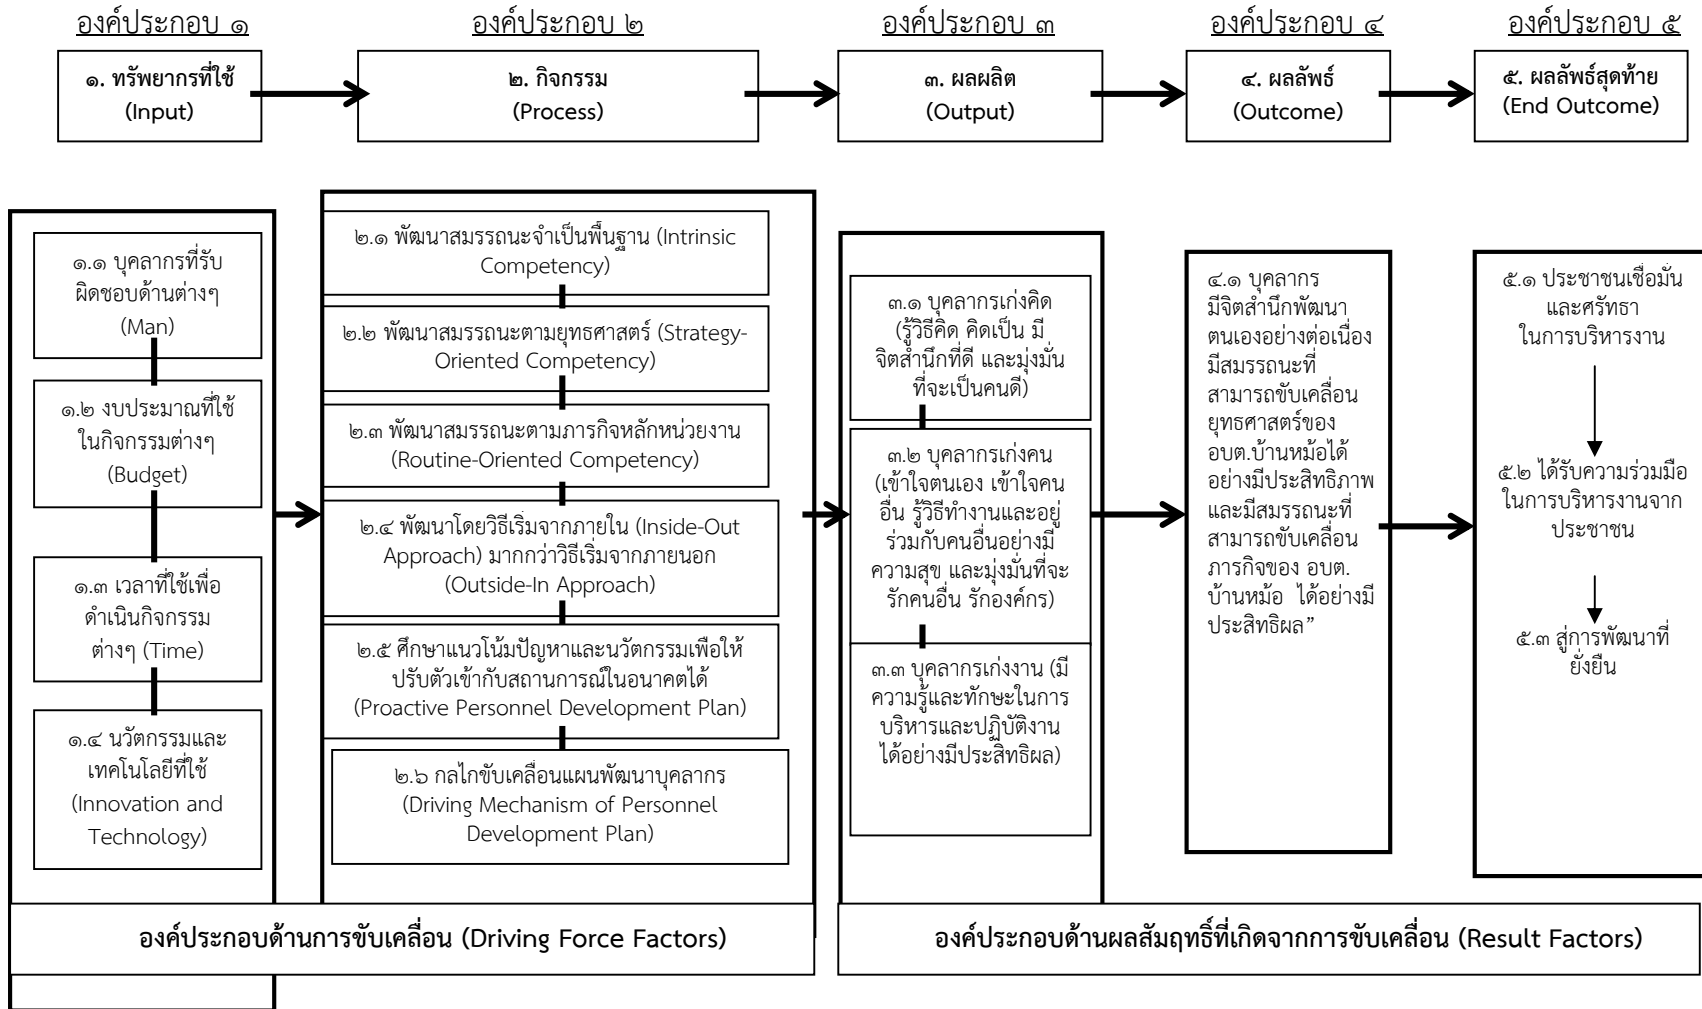 องค์ประกอบ ๑
องค์ประกอบ ๒
องค์ประกอบ ๓
องค์ประกอบ ๔
องค์ประกอบ ๕
๑. ทรัพยากรที่ใช้
(Input)
๒. กิจกรรม
(Process)
๓. ผลผลิต
(Output)
๔. ผลลัพธ์
(Outcome)
๕. ผลลัพธ์สุดท้าย
(End Outcome)
๑.๑ บุคลากรที่รับ
ผิดชอบด้านต่างๆ
(Man)
๑.๒ งบประมาณที่ใช้
ในกิจกรรมต่างๆ
(Budget)
๑.๓ เวลาที่ใช้เพื่อ
ดำเนินกิจกรรม
ต่างๆ (Time)
๑.๔ นวัตกรรมและ
เทคโนโลยีที่ใช้
(Innovation and
Technology)
๒.๑ พัฒนาสมรรถนะจำเป็นพื้นฐาน (Intrinsic
Competency)
๒.๒ พัฒนาสมรรถนะตามยุทธศาสตร์ (Strategy-
Oriented Competency)
๒.๓ พัฒนาสมรรถนะตามภารกิจหลักหน่วยงาน
(Routine-Oriented Competency)
๒.๔ พัฒนาโดยวิธีเริ่มจากภายใน (Inside-Out
Approach) มากกว่าวิธีเริ่มจากภายนอก
(Outside-In Approach)
๒.๕ ศึกษาแนวโน้มปัญหาและนวัตกรรมเพื่อให้
ปรับตัวเข้ากับสถานการณ์ในอนาคตได้
(Proactive Personnel Development Plan)
๒.๖ กลไกขับเคลื่อนแผนพัฒนาบุคลากร
(Driving Mechanism of Personnel
Development Plan)
๓.๑ บุคลากรเก่งคิด
(รู้วิธีคิด คิดเป็น มี
จิตสำนึกที่ดี และมุ่งมั่น
ที่จะเป็นคนดี)
๓.๒ บุคลากรเก่งคน
(เข้าใจตนเอง เข้าใจคน
อื่น รู้วิธีทำงานและอยู่
ร่วมกับคนอื่นอย่างมี
ความสุข และมุ่งมั่นที่จะ
รักคนอื่น รักองค์กร)
๓.๓ บุคลากรเก่งงาน (มี
ความรู้และทักษะในการ
บริหารและปฏิบัติงาน
ได้อย่างมีประสิทธิผล)
๔.๑ บุคลากร
มีจิตสำนึกพัฒนา
ตนเองอย่างต่อเนื่อง
มีสมรรถนะที่
สามารถขับเคลื่อน
ยุทธศาสตร์ของ
อบต.บ้านหม้อได้
อย่างมีประสิทธิภาพ
และมีสมรรถนะที่
สามารถขับเคลื่อน
ภารกิจของ อบต.
บ้านหม้อ ได้อย่างมี
ประสิทธิผล”
๕.๑ ประชาชนเชื่อมั่น
และศรัทธา
ในการบริหารงาน
๕.๒ ได้รับความร่วมมือ
ในการบริหารงานจาก
ประชาชน
๕.๓ สู่การพัฒนาที่
ยั่งยืน
องค์ประกอบด้านการขับเคลื่อน (Driving Force Factors)
องค์ประกอบด้านผลสัมฤทธิ์ที่เกิดจากการขับเคลื่อน (Result Factors)